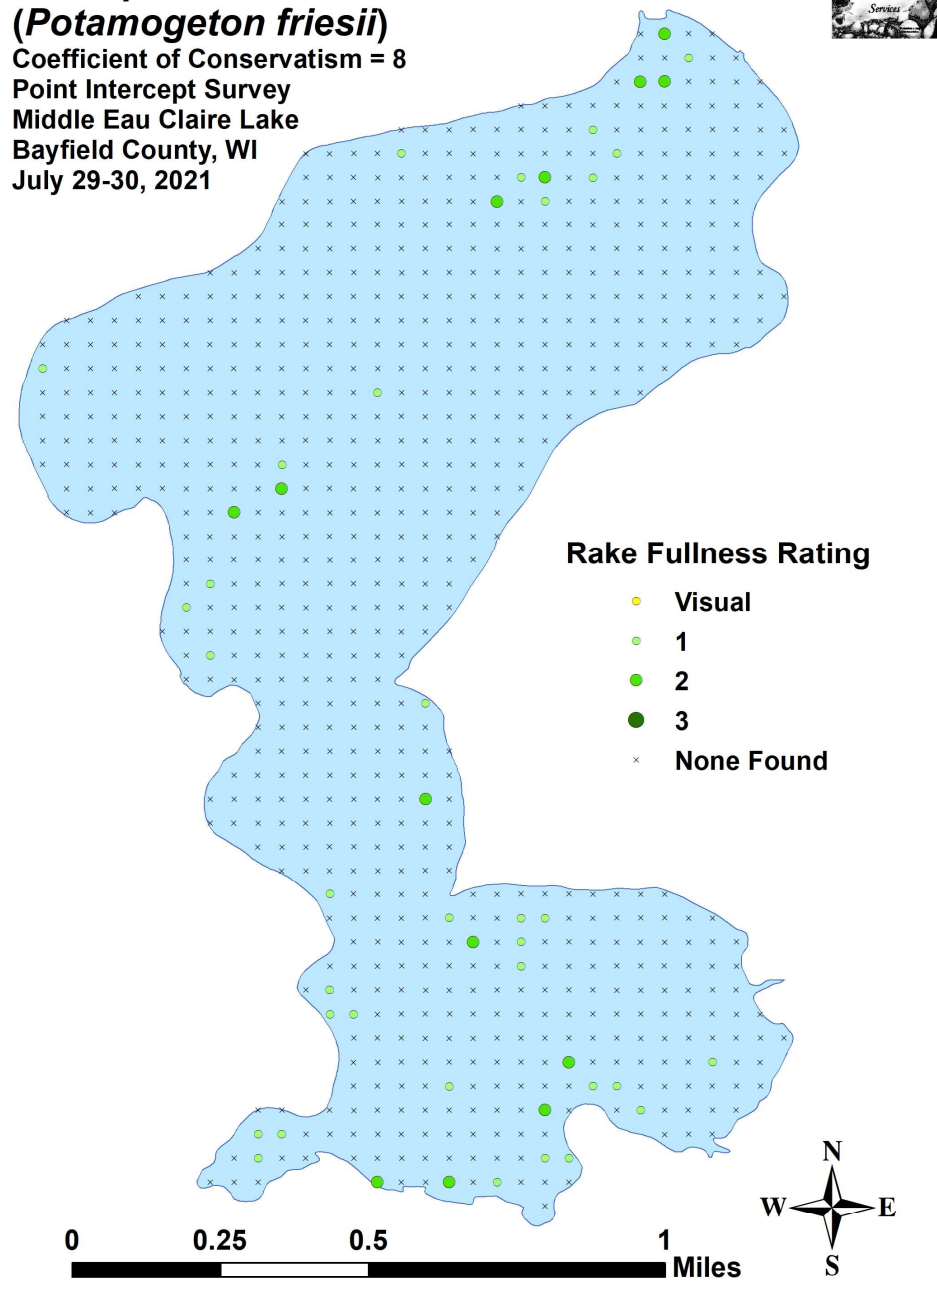 (Potamogeton friesii)
Coefficient of Conservatism = 8
Point Intercept Survey
Middle Eau Claire Lake
Bayfield County, WI
July 29-30, 2021
Services
Rake Fullness Rating
Visual
1
2
3
None Found
N
W E
S
0 0.25 0.5 1
Miles